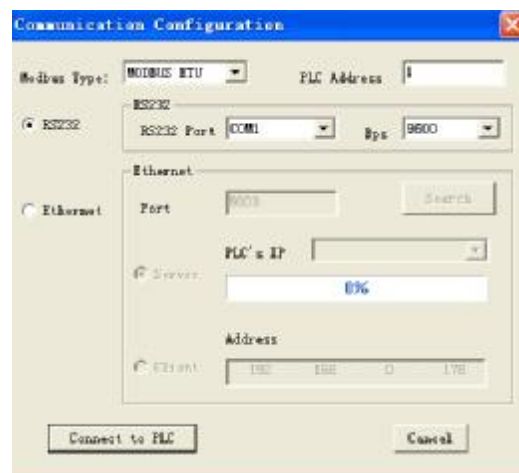 Communication Configuration
Modbus Type: MODBUS RTU PLC Address 1
RS232
RS232 RS232 Port COM1 Bps 9600
Ethernet
Ethernet Port Search
PLC's IP
Server
0%
Address
Client 192 168 0 178
Connect to PLC Cancel